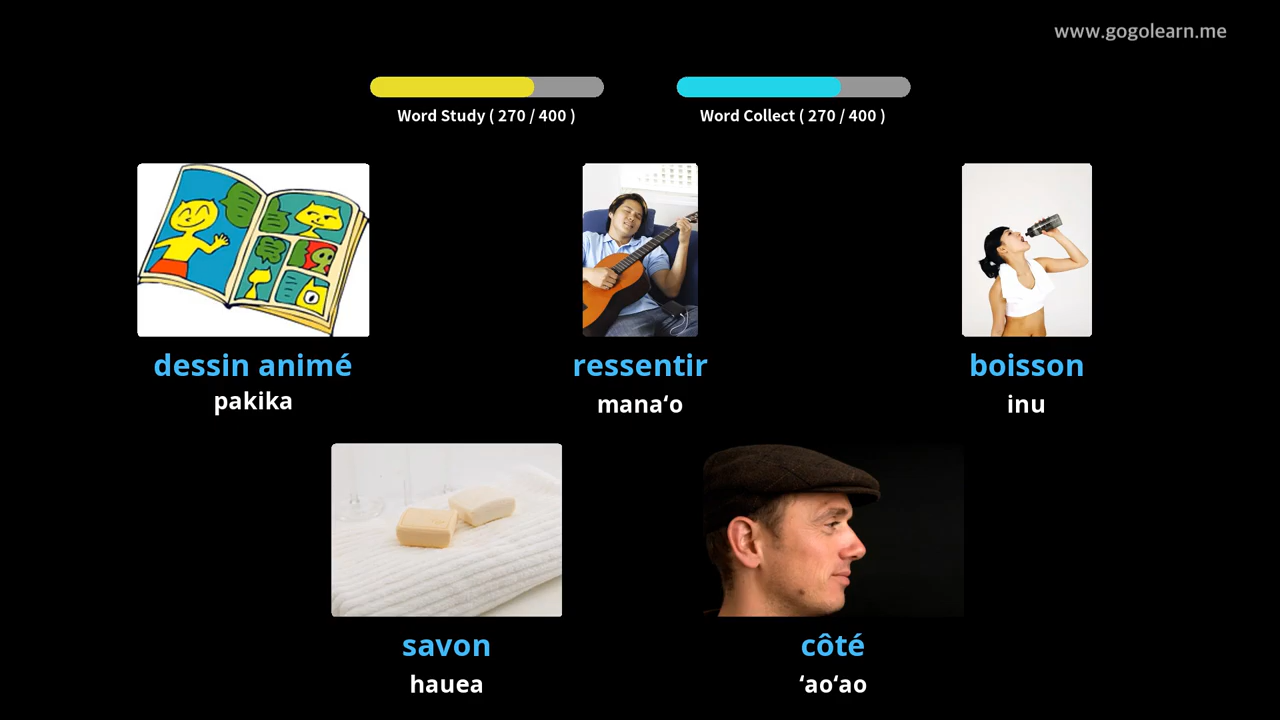 www.gogolearn.me
Word Study ( 270 / 400 )
Word Collect ( 270 / 400 )
dessin animé
pakika
ressentir
manaʻo
boisson
inu
savon
hauea
côté
ʻaoʻao